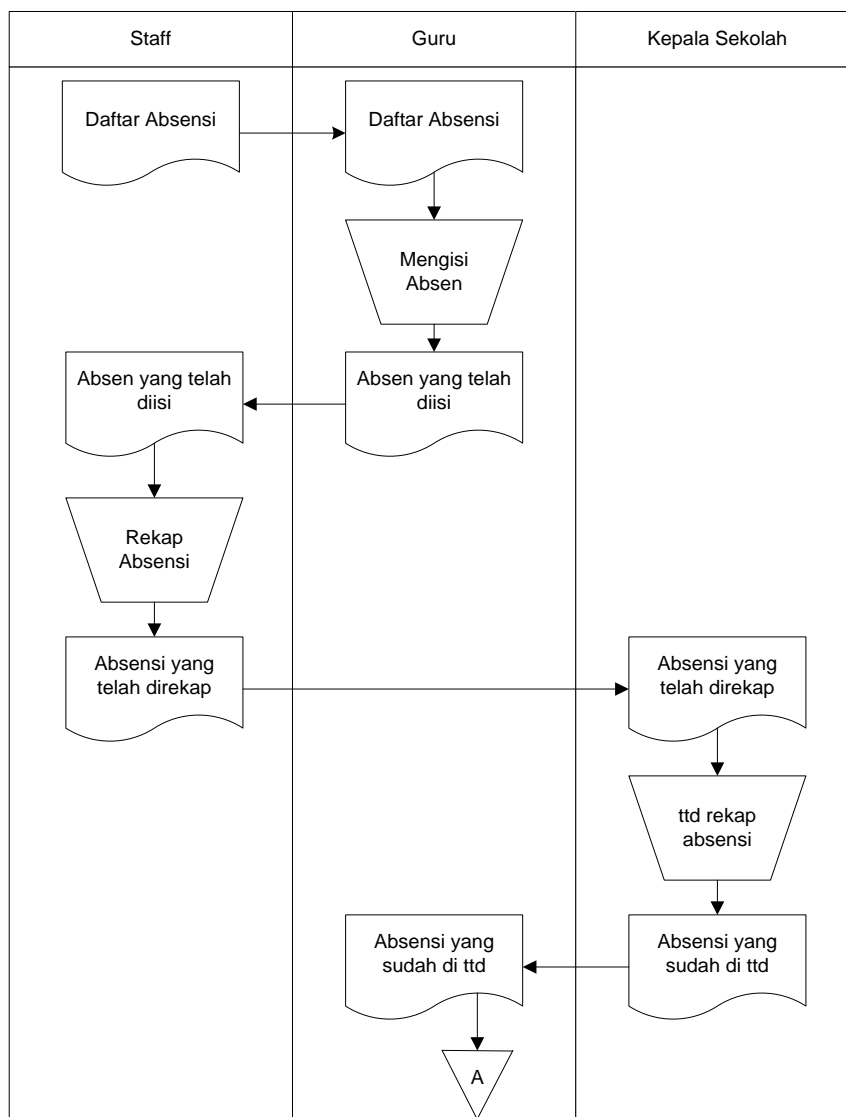 Staff
Guru
Kepala Sekolah
Daftar Absensi
Daftar Absensi
Mengisi
Absen
Absen yang telah
diisi
Absen yang telah
diisi
Rekap
Absensi
Absensi yang
telah direkap
Absensi yang
telah direkap
ttd rekap
absensi
Absensi yang
sudah di ttd
Absensi yang
sudah di ttd
A